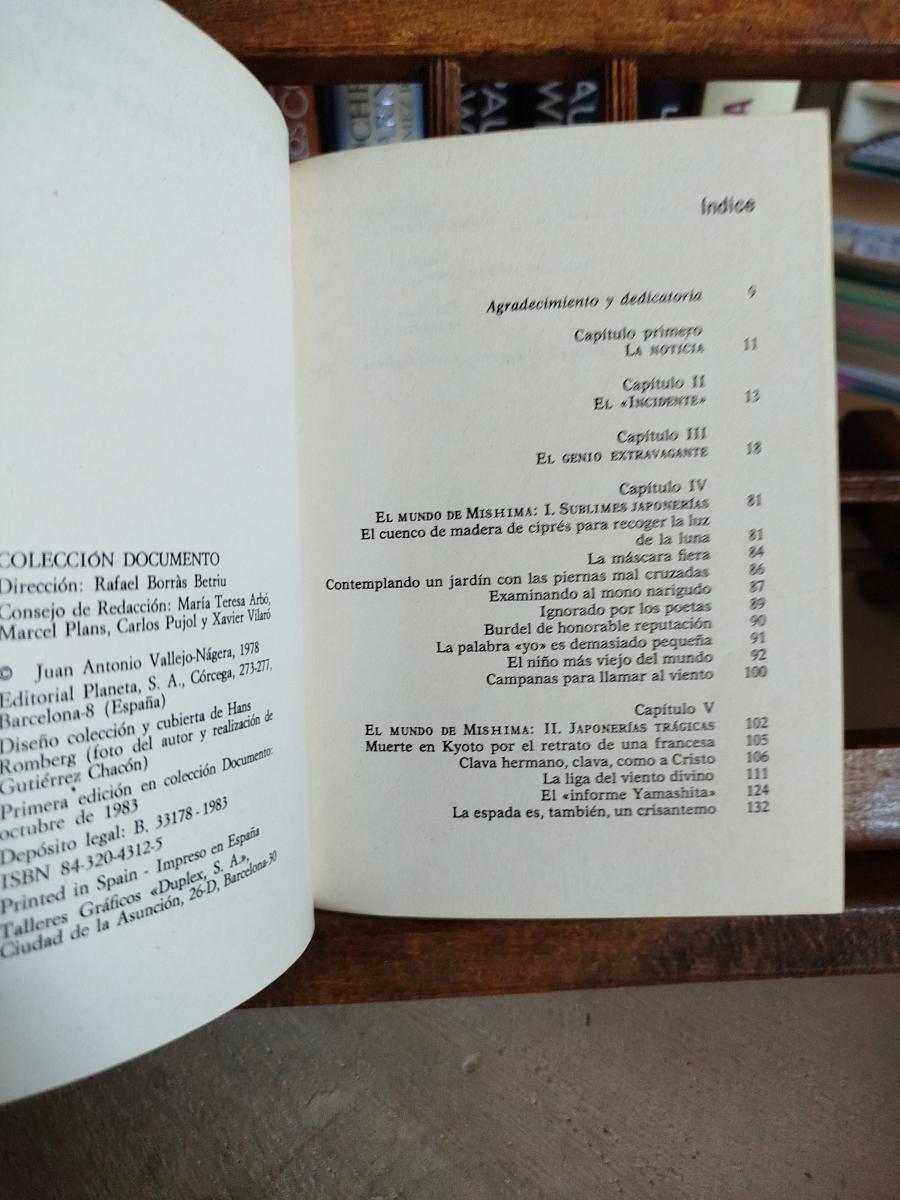 COLECCIÓN DOCUMENTO
Dirección: Rafael Borràs Betriu
Consejo de Redacción: María Teresa Arbó,
Marcel Plans, Carlos Pujol y Xavier Vilaró
© Juan Antonio Vallejo-Nágera, 1978
Editorial Planeta, S. A., Córcega, 273-277,
Barcelona-8 (España)
Diseño colección y cubierta de Hans
Romberg (foto del autor y realización de
Gutiérrez Chacón)
Primera edición en colección Documento:
octubre de 1983
Depósito legal: B. 33178 - 1983
ISBN 84-320-4312-5
Printed in Spain - Impreso en España
Talleres Gráficos «Duplex, S. A.»,
Ciudad de la Asunción, 26-D, Barcelona-30
Índice
Agradecimiento y dedicatoria 9
Capítulo primero
LA NOTICIA 11
Capítulo II
EL «INCIDENTE» 13
Capítulo III
EL GENIO EXTRAVAGANTE 18
Capítulo IV
EL MUNDO DE MISHIMA: I. SUBLIMES JAPONERÍAS 81
El cuenco de madera de ciprés para recoger la luz
de la luna 81
La máscara fiera 84
Contemplando un jardín con las piernas mal cruzadas 86
Examinando al mono narigudo 87
Ignorado por los poetas 89
Burdel de honorable reputación 90
La palabra «yo» es demasiado pequeña 91
El niño más viejo del mundo 92
Campanas para llamar al viento 100
Capítulo V
EL MUNDO DE MISHIMA: II. JAPONERÍAS TRÁGICAS 102
Muerte en Kyoto por el retrato de una francesa 105
Clava hermano, clava, como a Cristo 106
La liga del viento divino 111
El «informe Yamashita» 124
La espada es, también, un crisantemo 132